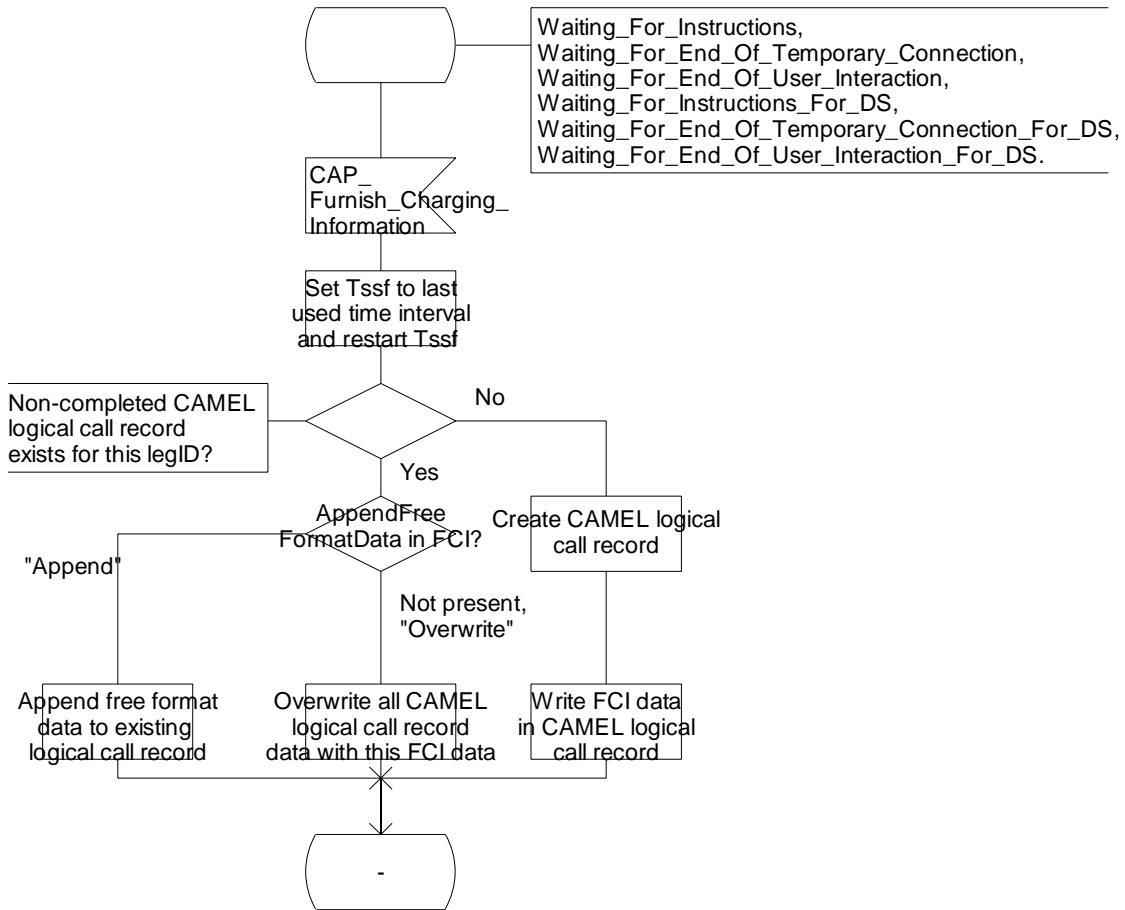 Waiting_For_Instructions,
Waiting_For_End_Of_Temporary_Connection,
Waiting_For_End_Of_User_Interaction,
Waiting_For_Instructions_For_DS,
Waiting_For_End_Of_Temporary_Connection_For_DS,
Waiting_For_End_Of_User_Interaction_For_DS.
CAP_
Furnish_Charging_
Information
Set Tssf to last
used time interval
and restart Tssf
Non-completed CAMEL
logical call record
exists for this legID?
No
Yes
AppendFree
FormatData in FCI?
Create CAMEL logical
call record
"Append"
Not present,
"Overwrite"
Append free format
data to existing
logical call record
Overwrite all CAMEL
logical call record
data with this FCI data
Write FCI data
in CAMEL logical
call record
-